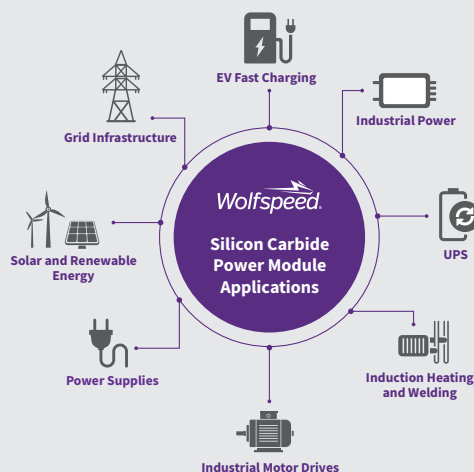 EV Fast Charging
Grid Infrastructure
Industrial Power
Wolfspeed®
Silicon Carbide
Power Module
Applications
Solar and Renewable
Energy
UPS
Power Supplies
Induction Heating
and Welding
Industrial Motor Drives